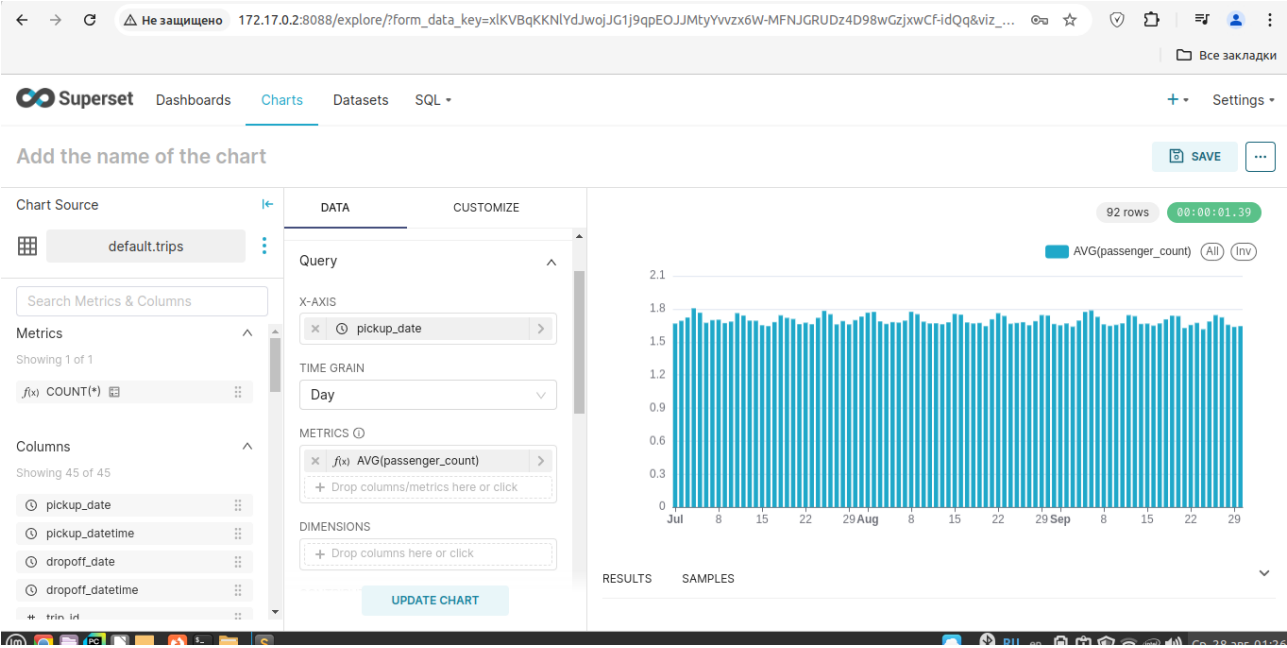 Не защищено 172.17.0.2:8088/explore/?form_data_key=xlKVBqKKNlYdJwojJG1j9qpEOJJMtyYvvzx6W-MFNJGRUDz4D98wGzjxwCf-idQq&viz_...
Все закладки
Superset Dashboards Charts Datasets SQL Settings
Add the name of the chart
SAVE
Chart Source
default.trips
Search Metrics & Columns
Metrics
Showing 1 of 1
f(x) COUNT(*)
Columns
Showing 45 of 45
pickup_date
pickup_datetime
dropoff_date
dropoff_datetime
# trip_id
DATA CUSTOMIZE
Query
X-AXIS
pickup_date
TIME GRAIN
Day
METRICS
f(x) AVG(passenger_count)
+ Drop columns/metrics here or click
DIMENSIONS
+ Drop columns here or click
UPDATE CHART
92 rows 00:00:01.39
AVG(passenger_count) All Inv
2.1
1.8
1.5
1.2
0.9
0.6
0.3
0
Jul 8 15 22 29 Aug 8 15 22 29 Sep 8 15 22 29
RESULTS SAMPLES
RU en Ср, 28 авг, 01:26